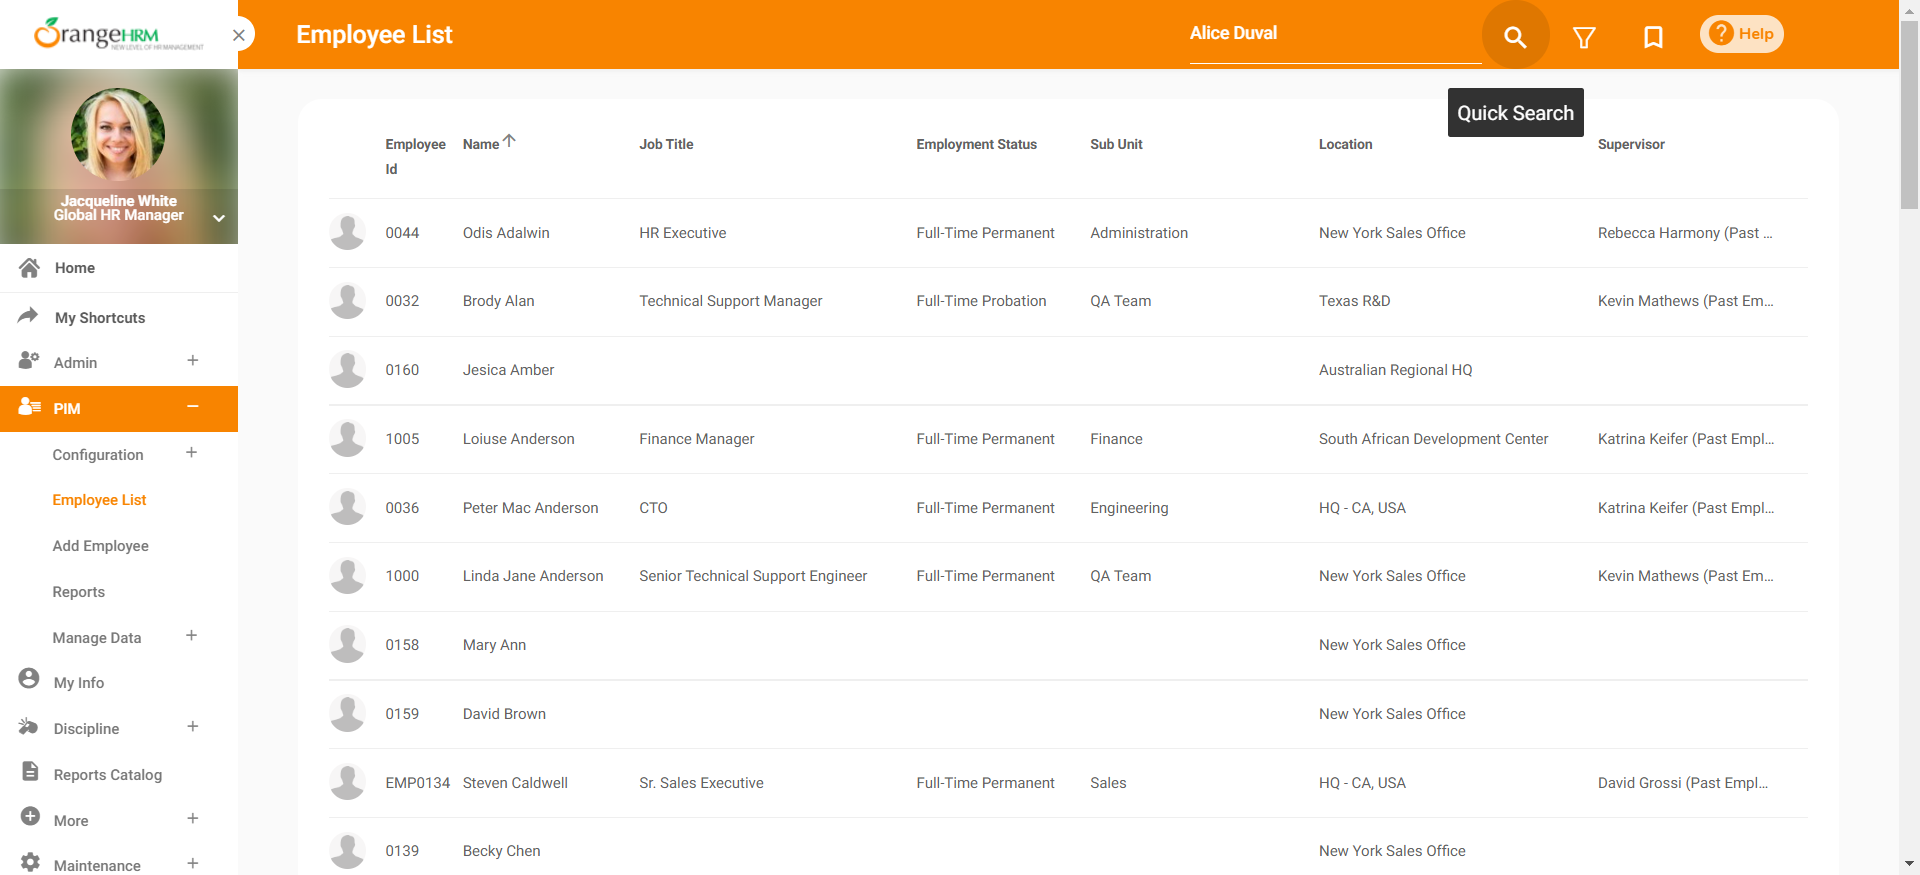 OrangeHRM
NEW LEVEL OF HR MANAGEMENT
Employee List
Alice Duval
? Help
Quick Search
Jacqueline White
Global HR Manager
Home
My Shortcuts
Admin
PIM
Configuration
Employee List
Add Employee
Reports
Manage Data
My Info
Discipline
Reports Catalog
More
Maintenance
Employee Id Name Job Title Employment Status Sub Unit Location Supervisor
0044 Odis Adalwin HR Executive Full-Time Permanent Administration New York Sales Office Rebecca Harmony (Past ...
0032 Brody Alan Technical Support Manager Full-Time Probation QA Team Texas R&D Kevin Mathews (Past Em...
0160 Jesica Amber Australian Regional HQ
1005 Loiuse Anderson Finance Manager Full-Time Permanent Finance South African Development Center Katrina Keifer (Past Empl...
0036 Peter Mac Anderson CTO Full-Time Permanent Engineering HQ - CA, USA Katrina Keifer (Past Empl...
1000 Linda Jane Anderson Senior Technical Support Engineer Full-Time Permanent QA Team New York Sales Office Kevin Mathews (Past Em...
0158 Mary Ann New York Sales Office
0159 David Brown New York Sales Office
EMP0134 Steven Caldwell Sr. Sales Executive Full-Time Permanent Sales HQ - CA, USA David Grossi (Past Empl...
0139 Becky Chen New York Sales Office